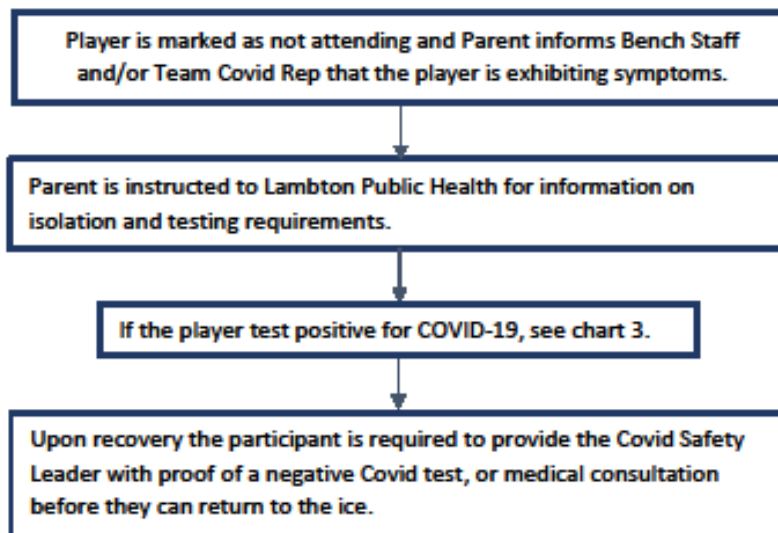 Player is marked as not attending and Parent informs Bench Staff
and/or Team Covid Rep that the player is exhibiting symptoms.
Parent is instructed to Lambton Public Health for information on
isolation and testing requirements.
If the player test positive for COVID-19, see chart 3.
Upon recovery the participant is required to provide the Covid Safety
Leader with proof of a negative Covid test, or medical consultation
before they can return to the ice.